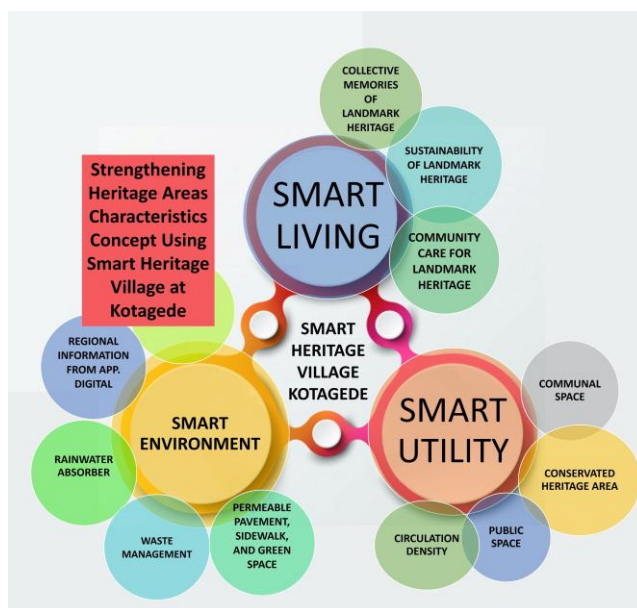 COLLECTIVE
MEMORIES
OF
LANDMARK
HERITAGE
SUSTAINABILITY
OF LANDMARK
HERITAGE
COMMUNITY
CARE FOR
LANDMARK
HERITAGE
SMART
LIVING
Strengthening
Heritage Areas
Characteristics
Concept Using
Smart Heritage
Village at
Kotagede
SMART
HERITAGE
VILLAGE
KOTAGEDE
REGIONAL
INFORMATION
FROM APP.
DIGITAL
SMART
ENVIRONMENT
RAINWATER
ABSORBER
WASTE
MANAGEMENT
PERMEABLE
PAVEMENT,
SIDEWALK,
AND GREEN
SPACE
SMART
UTILITY
COMMUNAL
SPACE
CONSERVATED
HERITAGE AREA
PUBLIC
SPACE
CIRCULATION
DENSITY